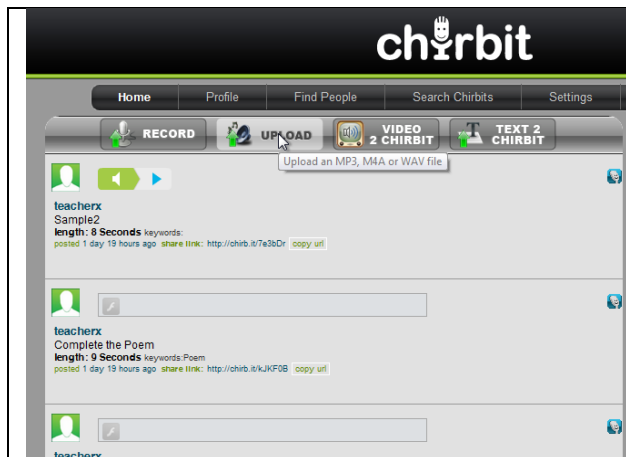 chirbit
Home Profile Find People Search Chirbits Settings
RECORD UPLOAD VIDEO 2 CHIRBIT TEXT 2 CHIRBIT
Upload an MP3, M4A or WAV file
teacherx
Sample2
length: 8 Seconds keywords:
posted 1 day 19 hours ago share link: http://chirb.it/7e3bDr copy url
teacherx
Complete the Poem
length: 9 Seconds keywords:Poem
posted 1 day 19 hours ago share link: http://chirb.it/kJKF0B copy url
teacherx